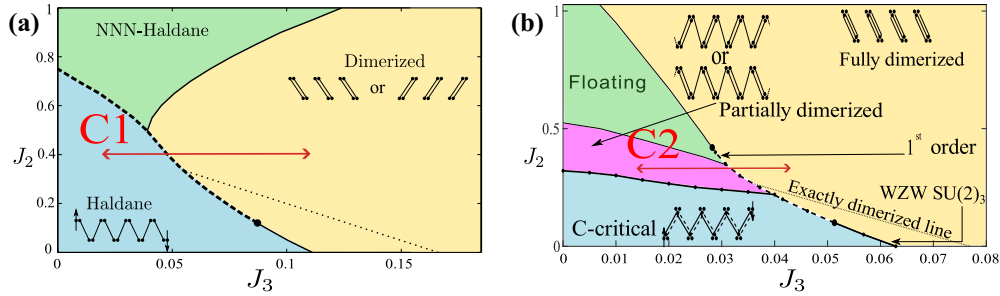 (a)
NNN-Haldane
Dimerized
or
C1
Haldane
J₂
1
0.8
0.6
0.4
0.2
0
0
0.05
0.1
0.15
J₃
(b)
or
Fully dimerized
Floating
Partially dimerized
C2
1ˢᵗ order
Exactly dimerized line
WZW SU(2)₃
C-critical
J₂
1
0.5
0
0.0
0.01
0.02
0.03
0.04
0.05
0.06
0.07
0.08
J₃